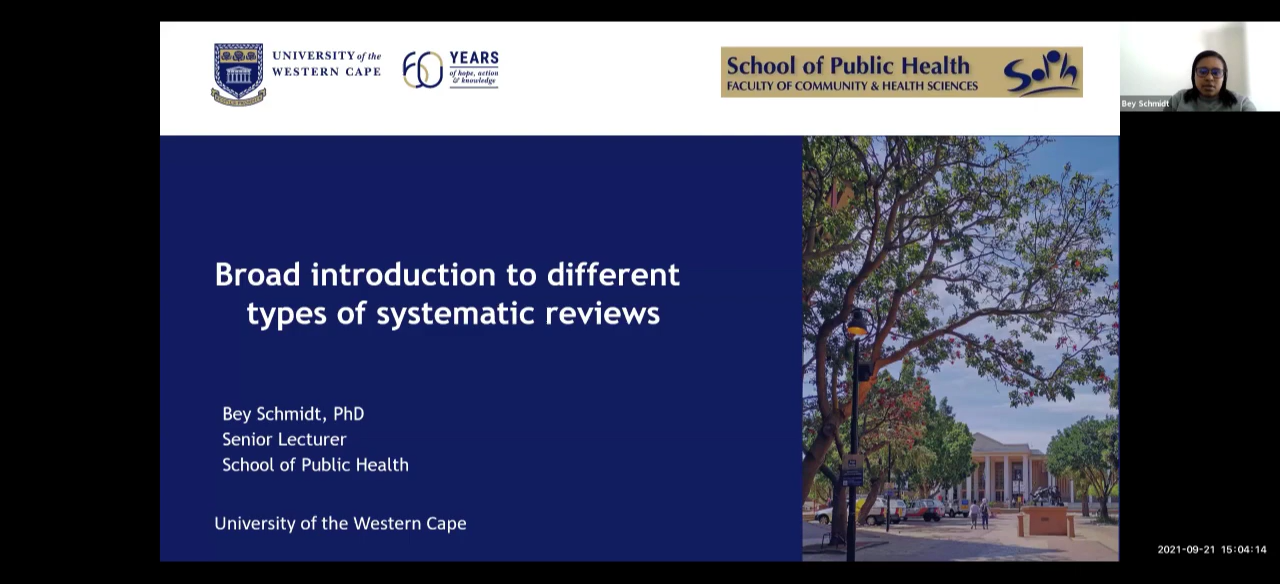 UNIVERSITY of the
WESTERN CAPE
60 YEARS
of hope, action
& knowledge
School of Public Health
FACULTY OF COMMUNITY & HEALTH SCIENCES
SoPh
Bey Schmidt
Broad introduction to different
types of systematic reviews
Bey Schmidt, PhD
Senior Lecturer
School of Public Health
University of the Western Cape
2021-09-21 15:04:14